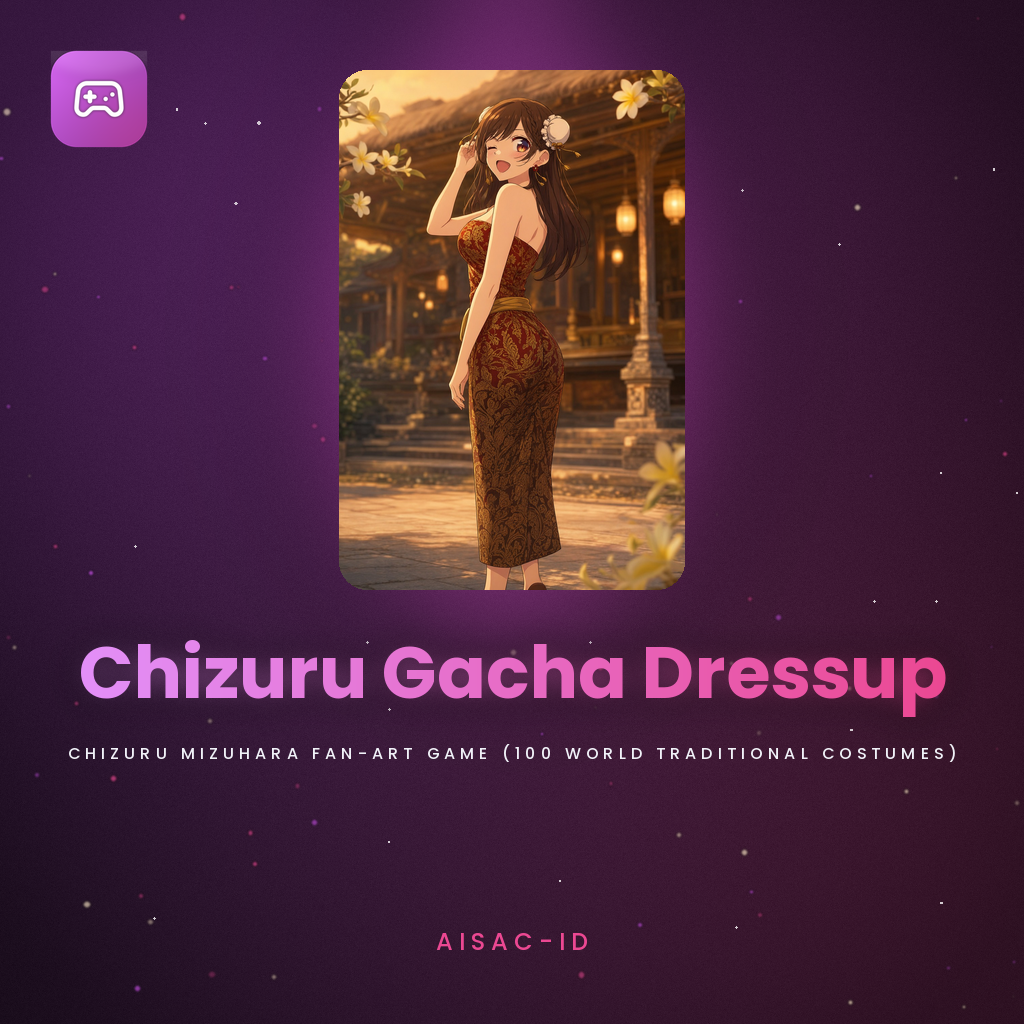 Chizuru Gacha Dressup
CHIZURU MIZUHARA FAN-ART GAME (100 WORLD TRADITIONAL COSTUMES)
AISAC-ID